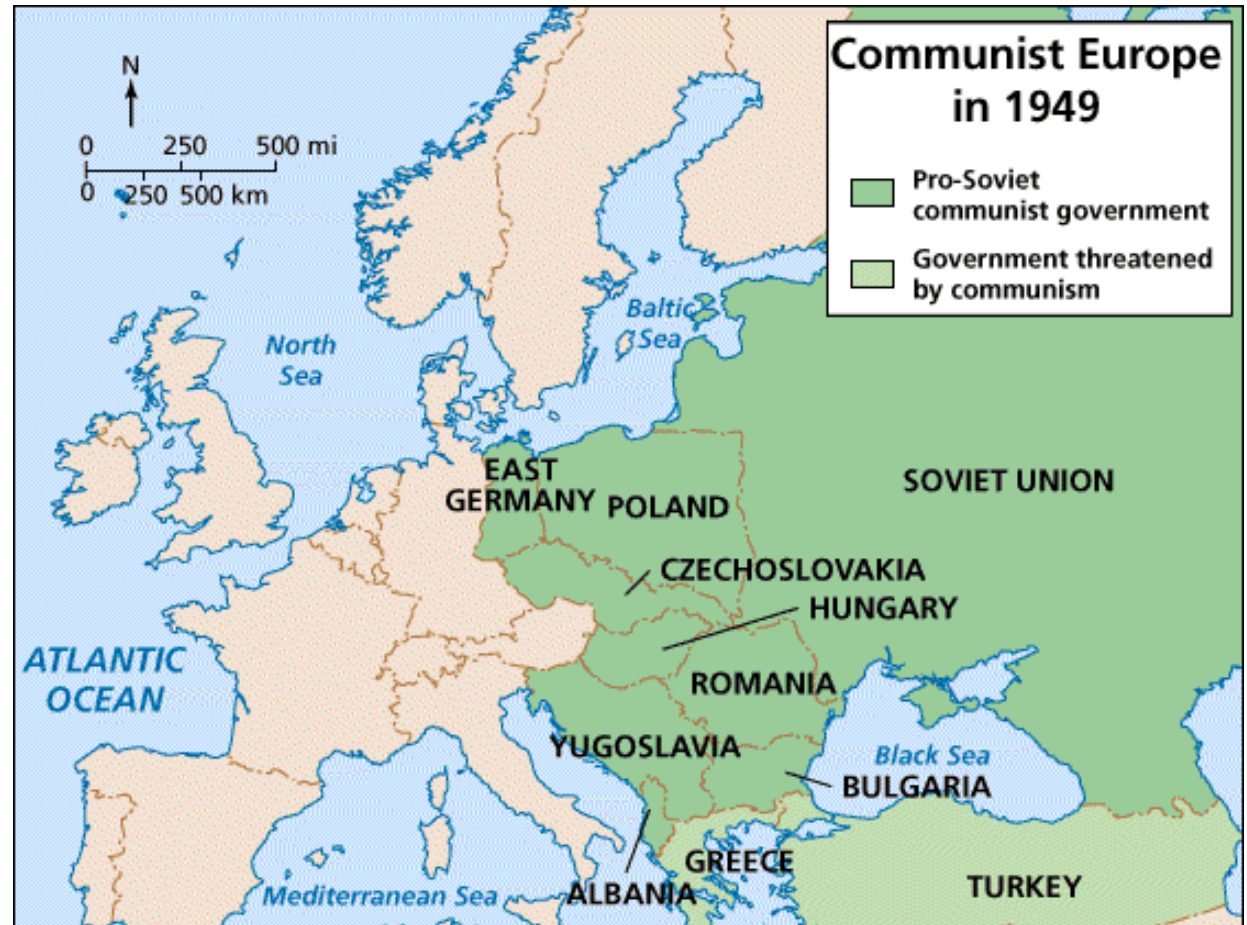 Communist Europe
in 1949
Pro-Soviet
communist government
Government threatened
by communism
N
0 250 500 mi
0 250 500 km
North
Sea
Baltic
Sea
EAST
GERMANY
POLAND
SOVIET UNION
CZECHOSLOVAKIA
HUNGARY
ATLANTIC
OCEAN
ROMANIA
YUGOSLAVIA
Black Sea
BULGARIA
GREECE
Mediterranean Sea
ALBANIA
TURKEY